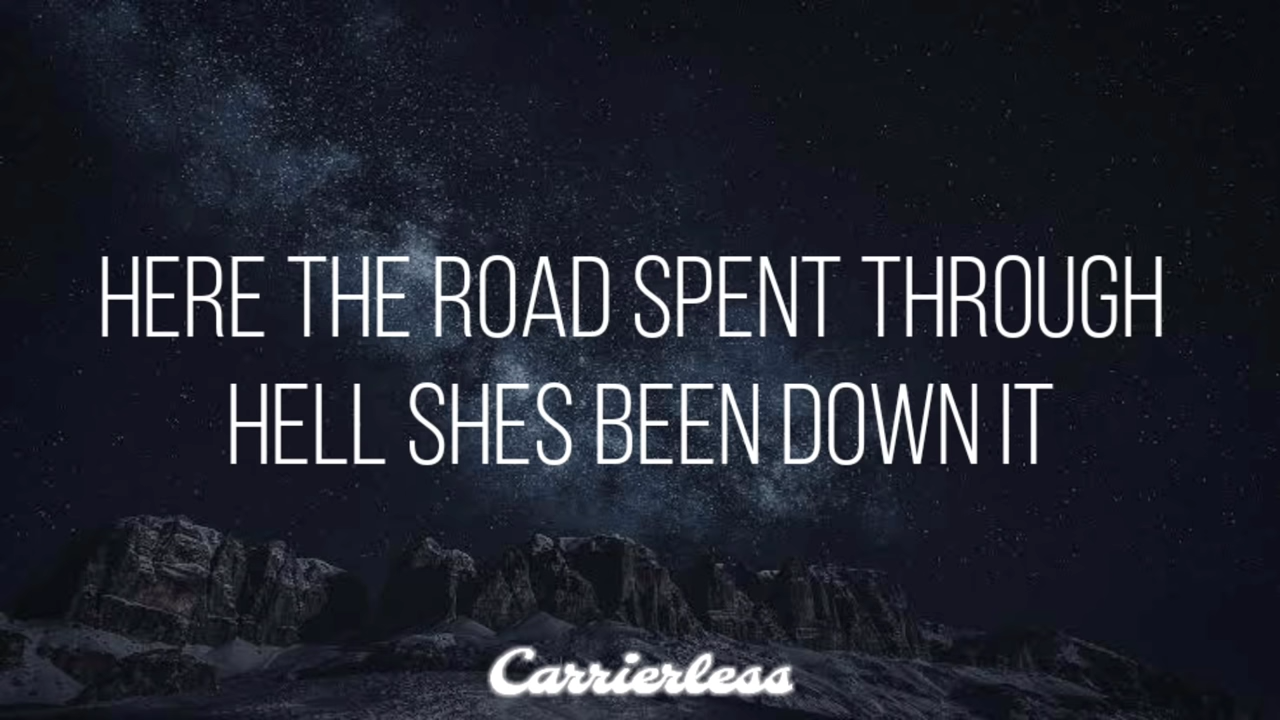 HERE THE ROAD SPENT THROUGH
HELL SHES BEEN DOWN IT
Carrierless